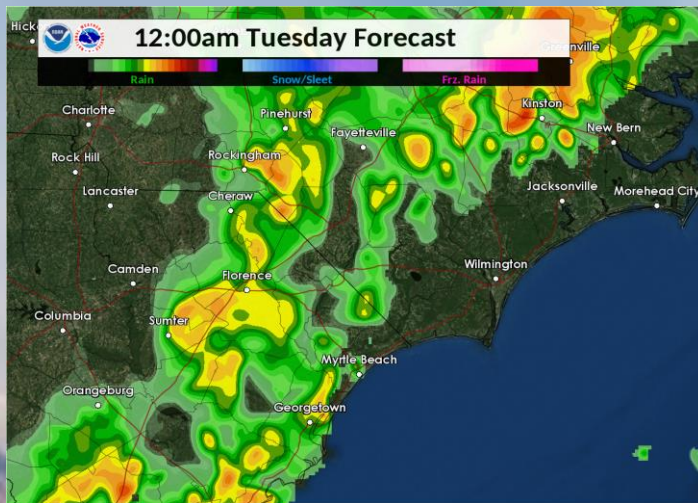 12:00am Tuesday Forecast
Rain
Snow/Sleet
Frz. Rain
Greenville
Charlotte
Pinehurst
Kinston
Fayetteville
New Bern
Rock Hill
Rockingham
Lancaster
Cheraw
Jacksonville
Morehead City
Camden
Florence
Wilmington
Columbia
Sumter
Myrtle Beach
Orangeburg
Georgetown